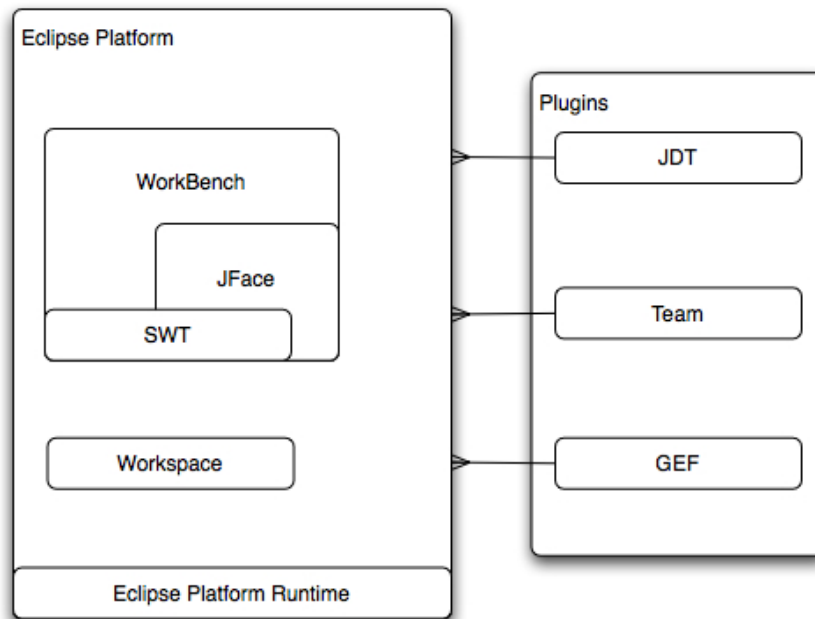 Eclipse Platform
WorkBench
JFace
SWT
Workspace
Eclipse Platform Runtime
Plugins
JDT
Team
GEF